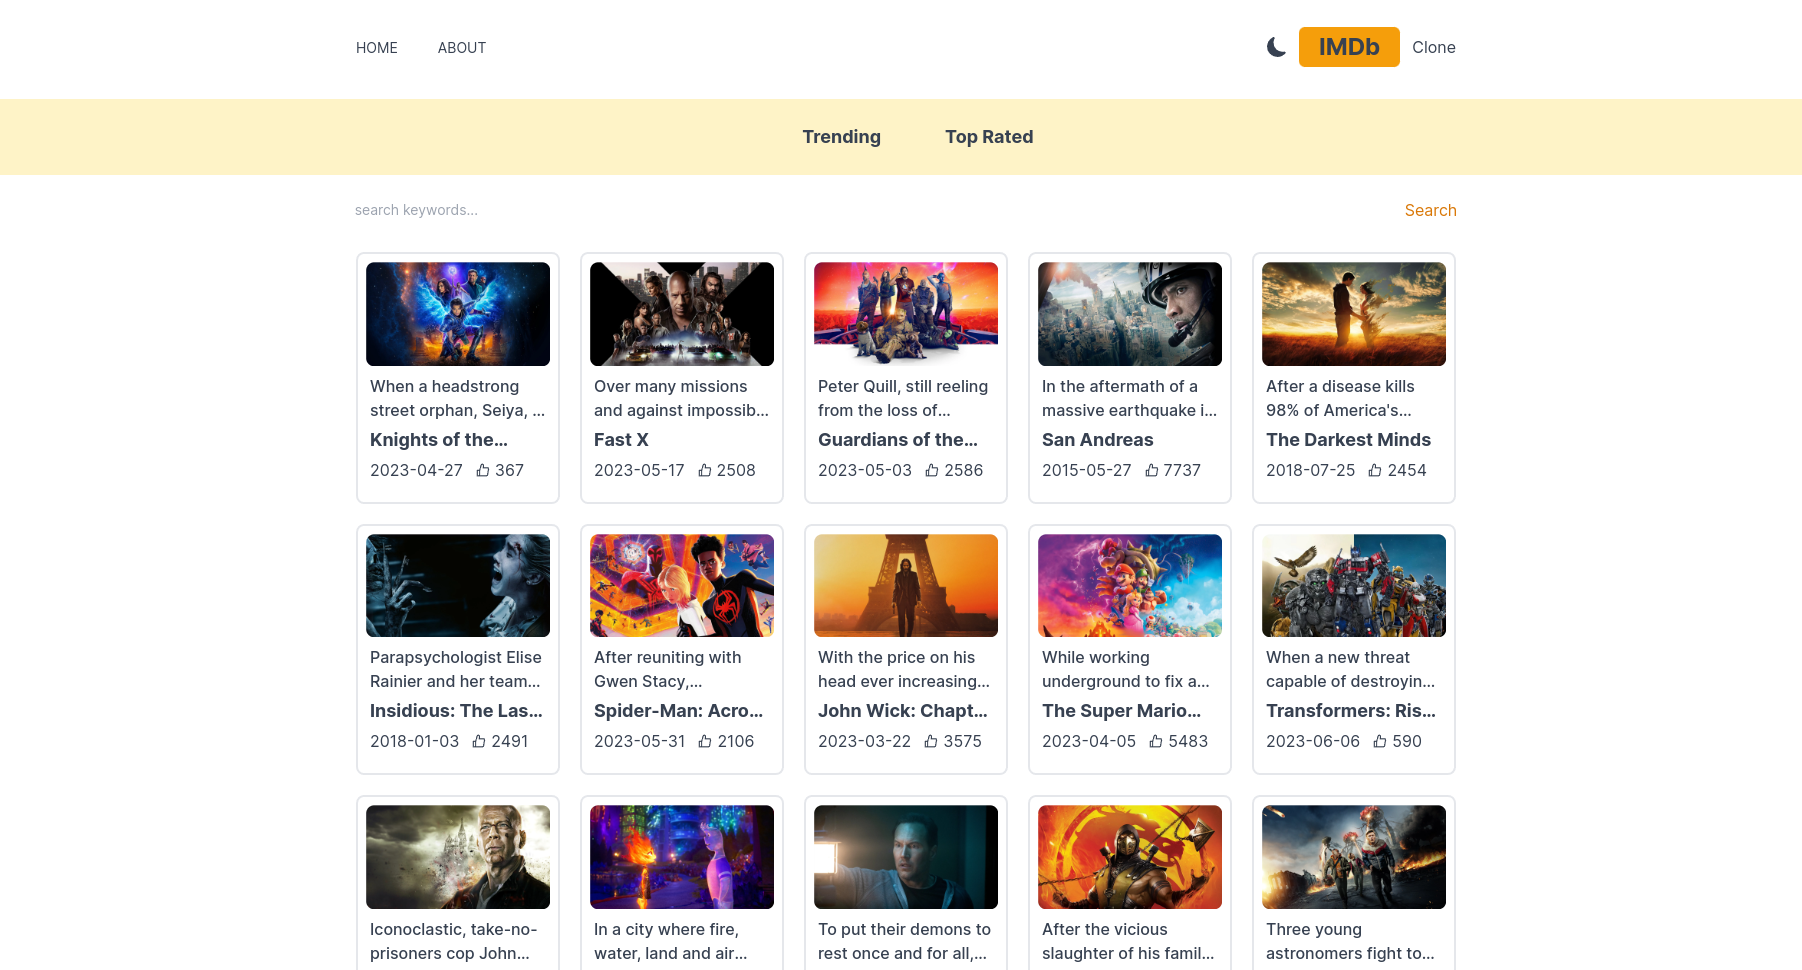 HOME ABOUT IMDb Clone
Trending Top Rated
search keywords... Search
When a headstrong
street orphan, Seiya, ...
Knights of the...
2023-04-27 367
Over many missions
and against impossib...
Fast X
2023-05-17 2508
Peter Quill, still reeling
from the loss of...
Guardians of the...
2023-05-03 2586
In the aftermath of a
massive earthquake i...
San Andreas
2015-05-27 7737
After a disease kills
98% of America's...
The Darkest Minds
2018-07-25 2454
Parapsychologist Elise
Rainier and her team...
Insidious: The Las...
2018-01-03 2491
After reuniting with
Gwen Stacy,...
Spider-Man: Acro...
2023-05-31 2106
With the price on his
head ever increasing...
John Wick: Chapt...
2023-03-22 3575
While working
underground to fix a...
The Super Mario...
2023-04-05 5483
When a new threat
capable of destroyin...
Transformers: Ris...
2023-06-06 590
Iconoclastic, take-no-
prisoners cop John...
In a city where fire,
water, land and air...
To put their demons to
rest once and for all,...
After the vicious
slaughter of his famil...
Three young
astronomers fight to...